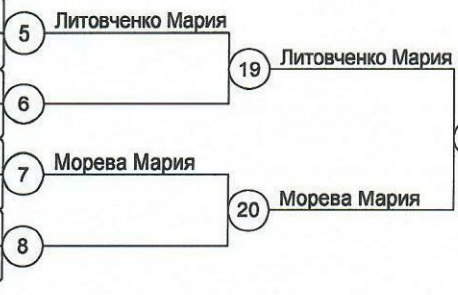 5 Литовченко Мария
19 Литовченко Мария
6
7 Морева Мария
20 Морева Мария
8